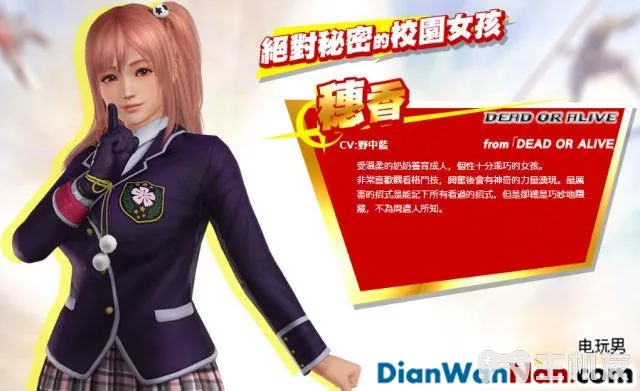 絕對秘密的校園女孩
穗香
DEAD OR ALIVE
CV:野中藍
from「DEAD OR ALIVE
受溫柔的奶奶養育成人，個性十分乖巧的女孩。
非常喜歡觀看格鬥技，興奮後會有神奇的力量湧現。最厲
害的招式是能記下所有看過的招式，但是卻總是巧妙地隱
藏，不為周遭人所知。
电玩男
DianWanNan.com